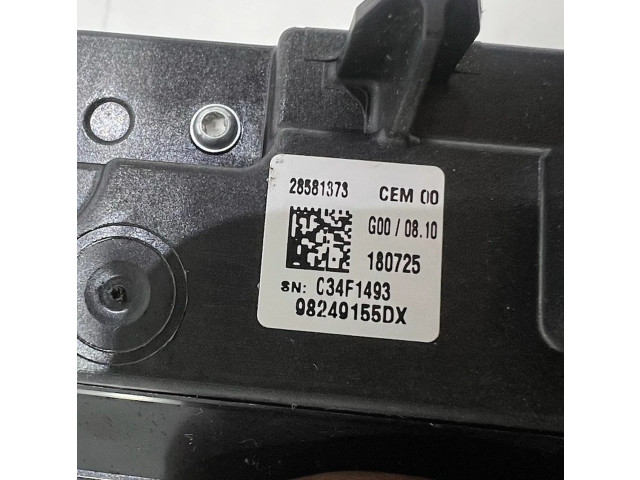 28581373 CEM 00
G00 / 08.10
180725
SN: C34F1493
98249155DX